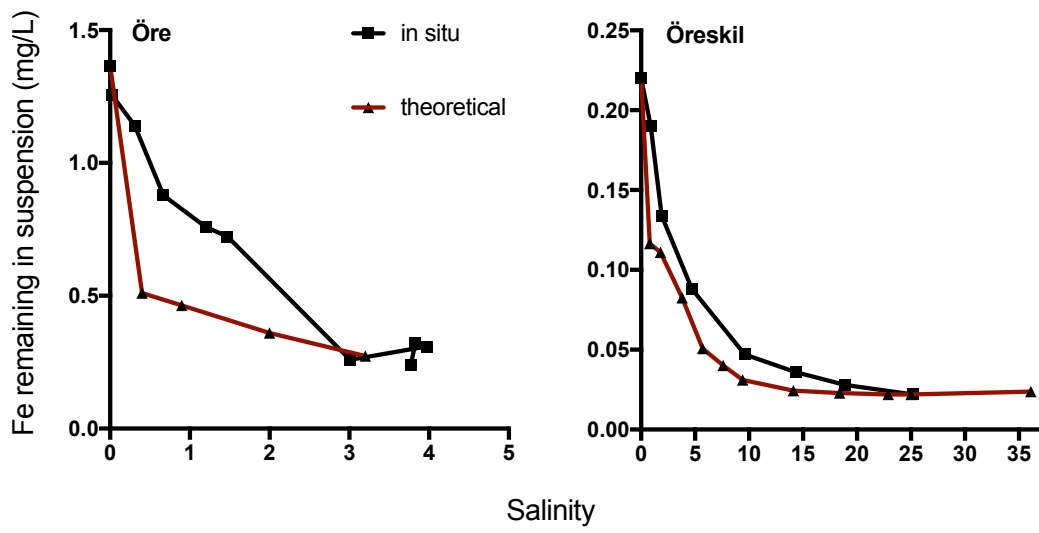 Fe remaining in suspension (mg/L)
Öre
in situ
theoretical
1.5
1.0
0.5
0.0
0 1 2 3 4 5
Öreskil
0.25
0.20
0.15
0.10
0.05
0.00
0 5 10 15 20 25 30 35
Salinity